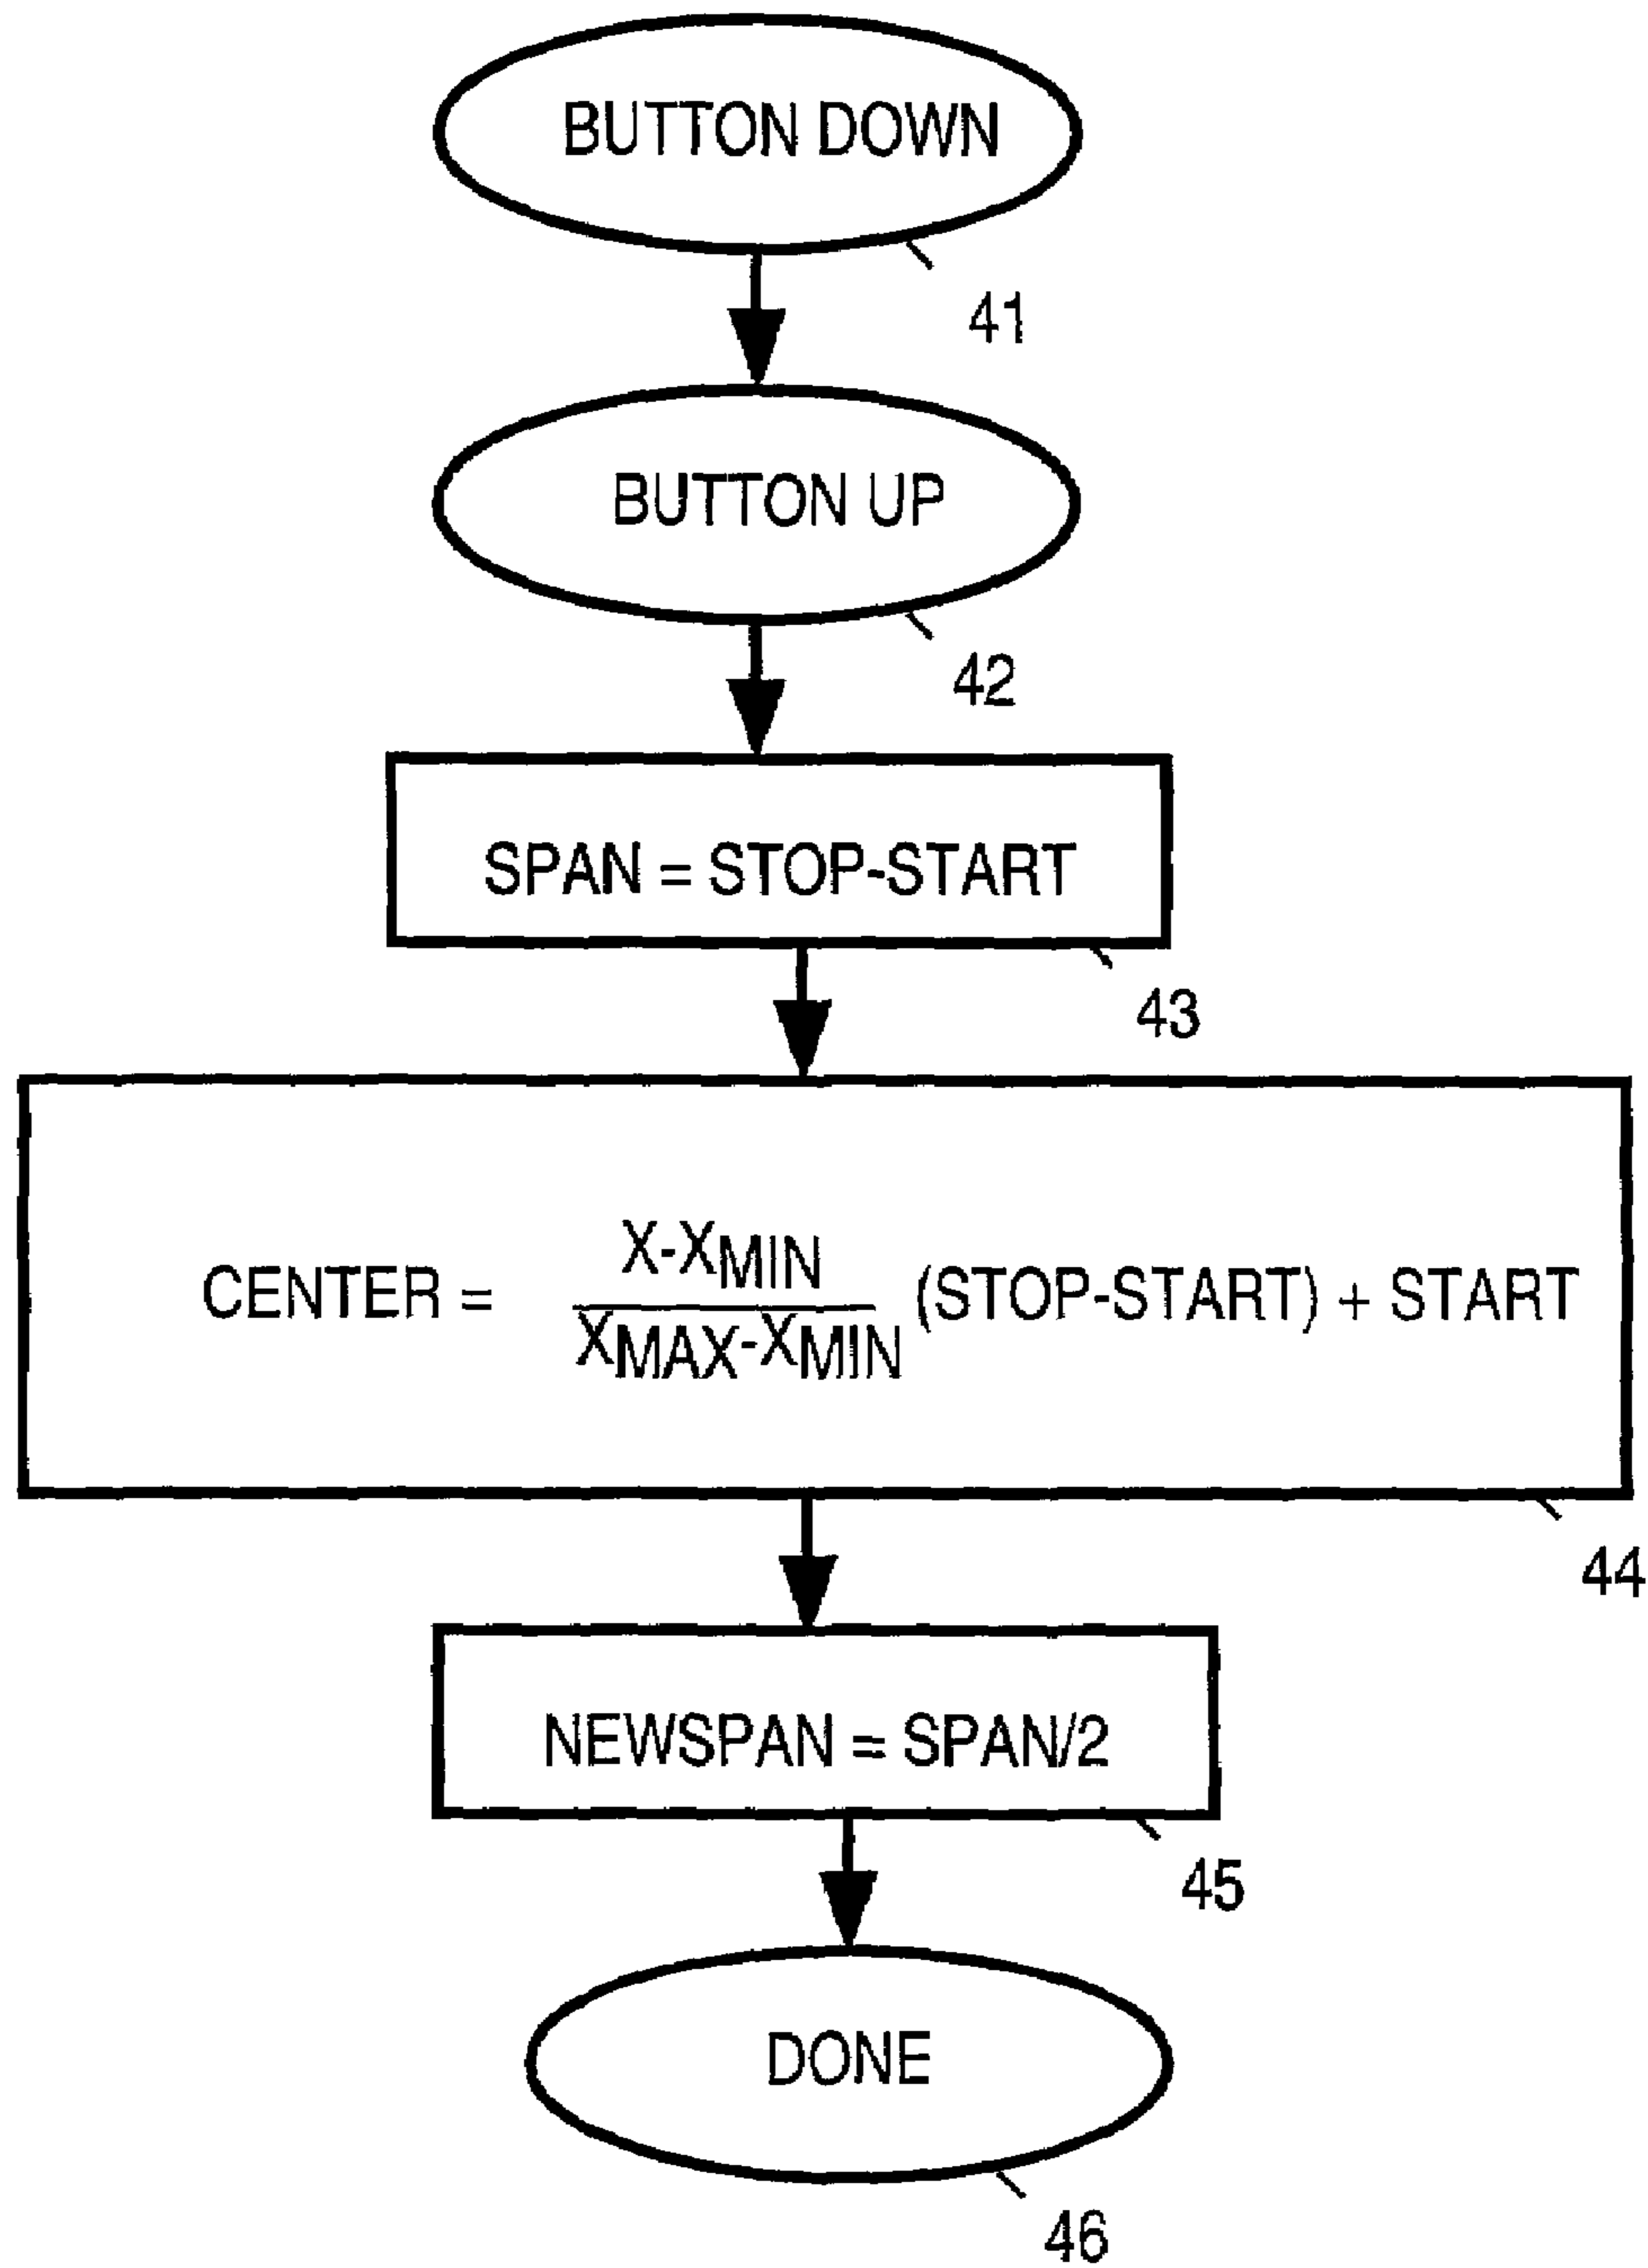 BUTTON DOWN
41
BUTTON UP
42
SPAN = STOP-START
43
X-XMIN
CENTER = (STOP-START) + START
XMAX-XMIN
44
NEWSPAN = SPAN/2
45
DONE
46